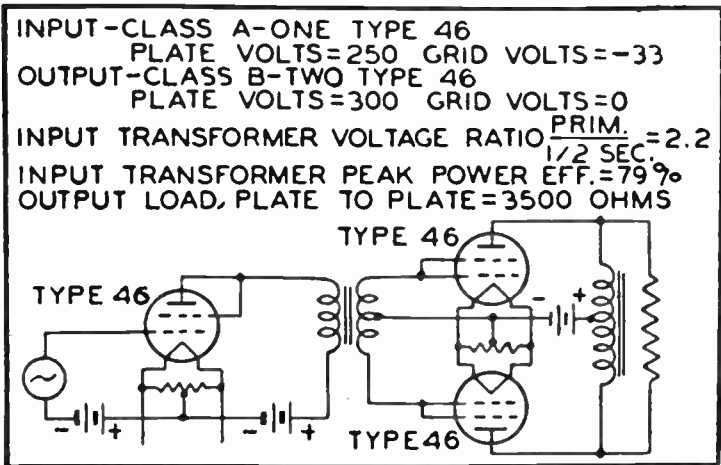 INPUT-CLASS A-ONE TYPE 46
PLATE VOLTS=250 GRID VOLTS=-33
OUTPUT-CLASS B-TWO TYPE 46
PLATE VOLTS=300 GRID VOLTS=0
INPUT TRANSFORMER VOLTAGE RATIO PRIM./1/2 SEC.=2.2
INPUT TRANSFORMER PEAK POWER EFF.=79%
OUTPUT LOAD, PLATE TO PLATE=3500 OHMS
TYPE 46
TYPE 46
- +
- +
- +
TYPE46